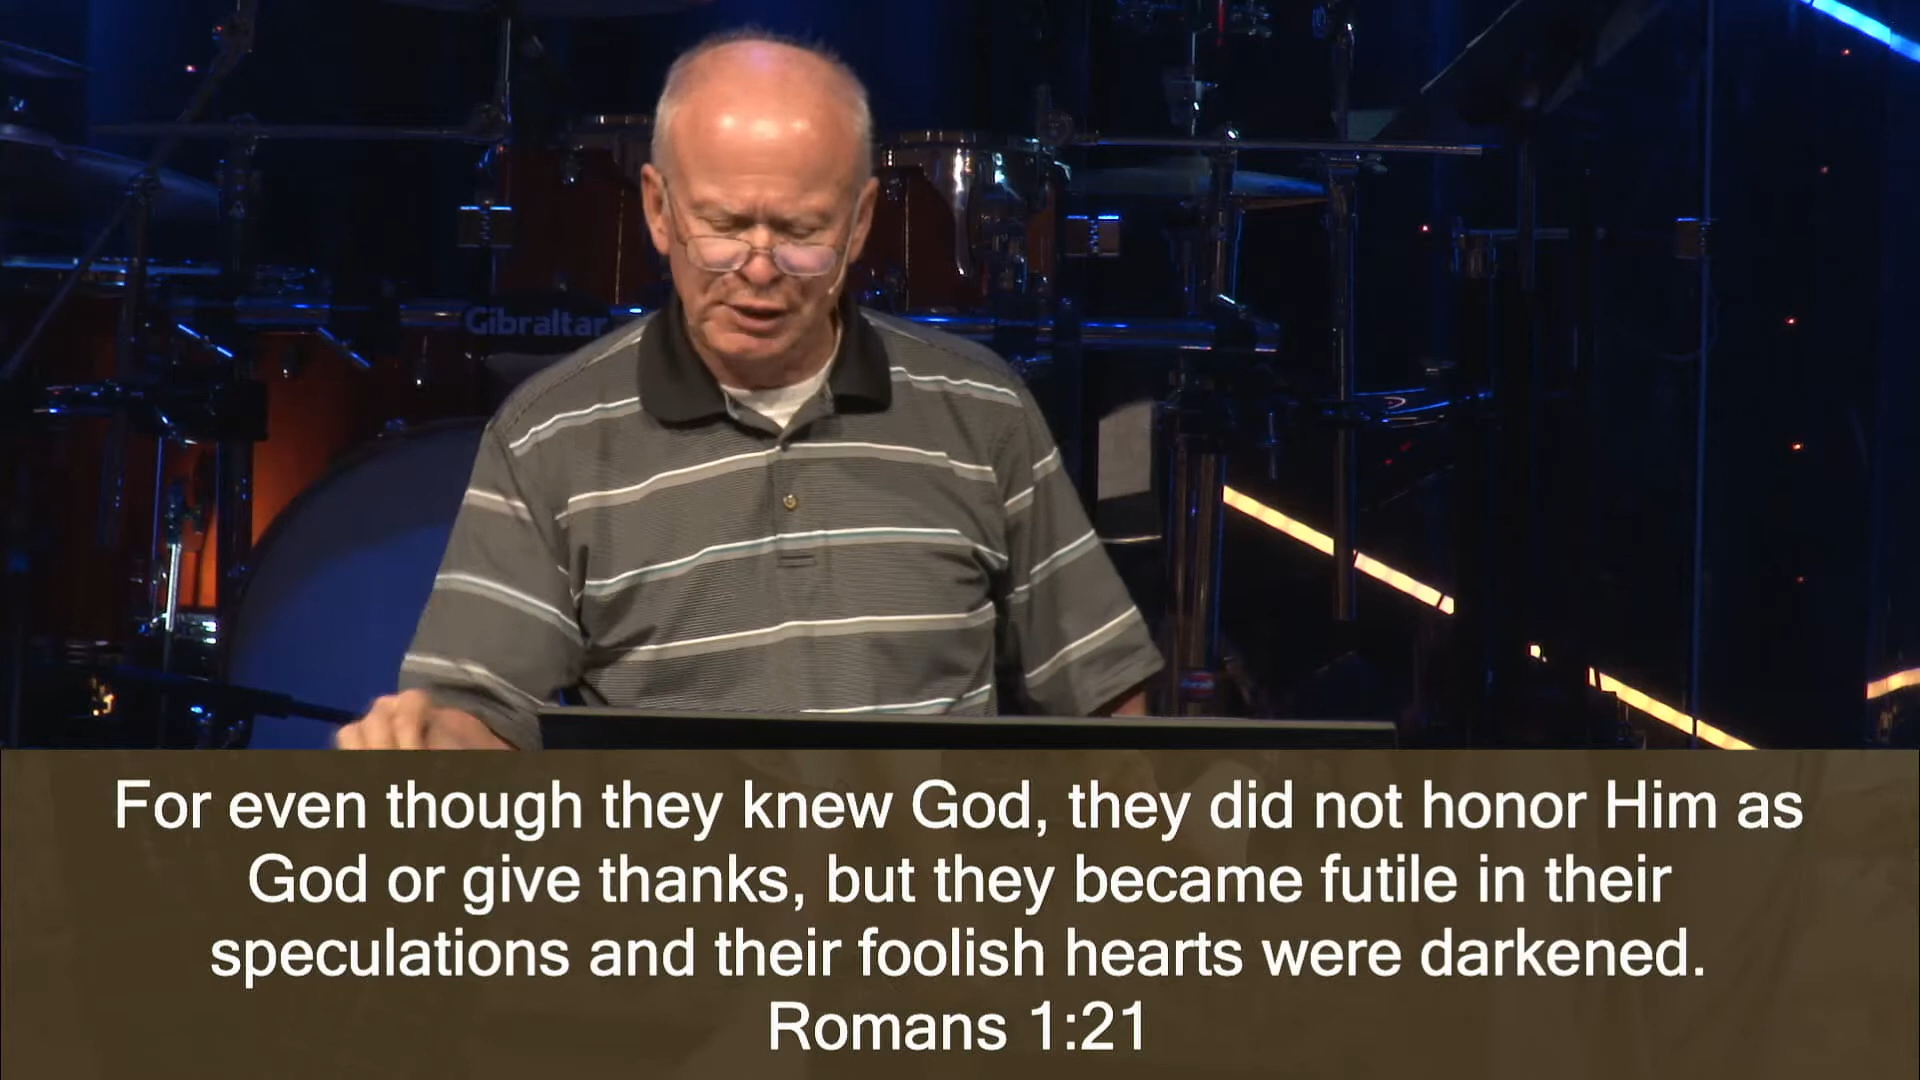 Gibraltar
For even though they knew God, they did not honor Him as
God or give thanks, but they became futile in their
speculations and their foolish hearts were darkened.
Romans 1:21